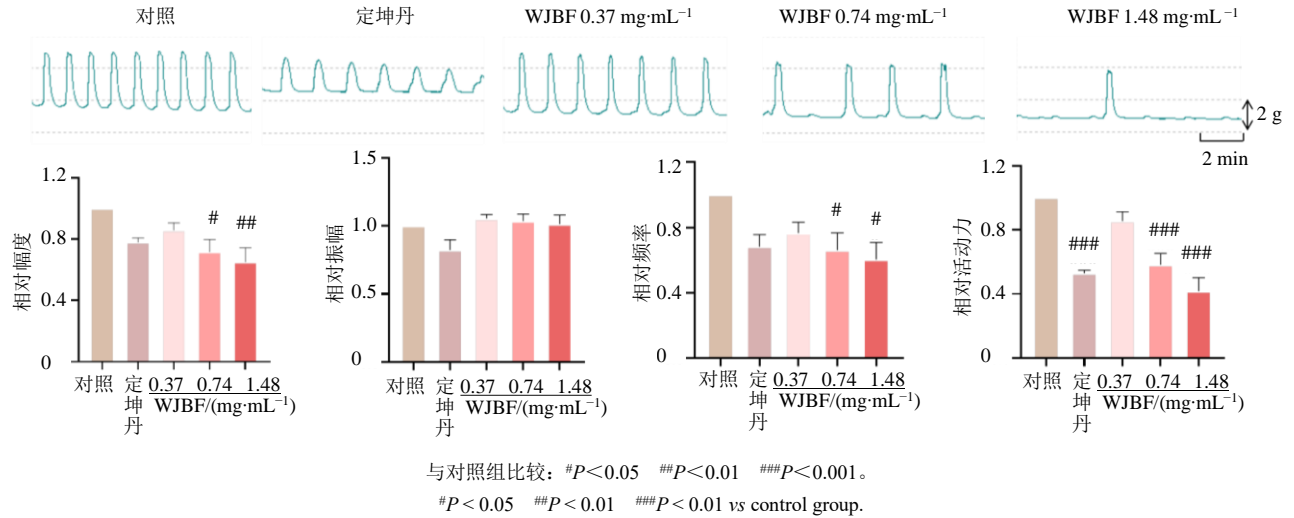 对照 定坤丹 WJBF 0.37 mg·mL⁻¹ WJBF 0.74 mg·mL⁻¹ WJBF 1.48 mg·mL⁻¹
2 g
2 min
相对幅度
1.2
0.8
0.4
0
# ##
对照 定坤丹 0.37 0.74 1.48
WJBF/(mg·mL⁻¹)
相对振幅
1.5
1.0
0.5
0
对照 定坤丹 0.37 0.74 1.48
WJBF/(mg·mL⁻¹)
相对频率
1.2
0.8
0.4
0
# #
对照 定坤丹 0.37 0.74 1.48
WJBF/(mg·mL⁻¹)
相对活动力
1.2
0.8
0.4
0
### ### ###
对照 定坤丹 0.37 0.74 1.48
WJBF/(mg·mL⁻¹)
与对照组比较：#P＜0.05 ##P＜0.01 ###P＜0.001。
#P < 0.05 ##P < 0.01 ###P < 0.01 vs control group.